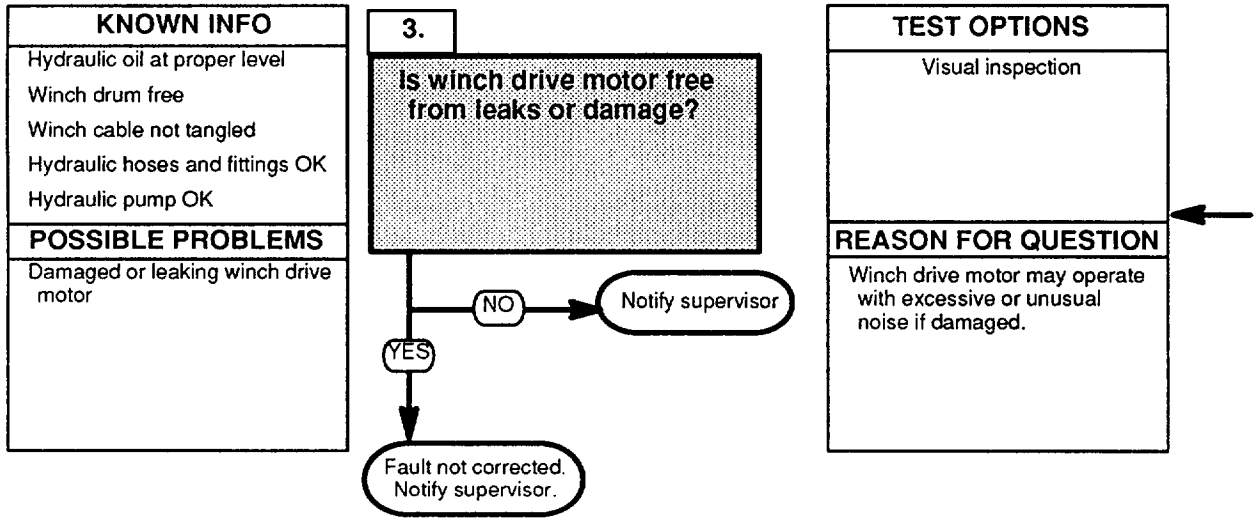 KNOWN INFO
Hydraulic oil at proper level
Winch drum free
Winch cable not tangled
Hydraulic hoses and fittings OK
Hydraulic pump OK
POSSIBLE PROBLEMS
Damaged or leaking winch drive
motor
3.
Is winch drive motor free
from leaks or damage?
NO
Notify supervisor
YES
Fault not corrected.
Notify supervisor.
TEST OPTIONS
Visual inspection
REASON FOR QUESTION
Winch drive motor may operate
with excessive or unusual
noise if damaged.